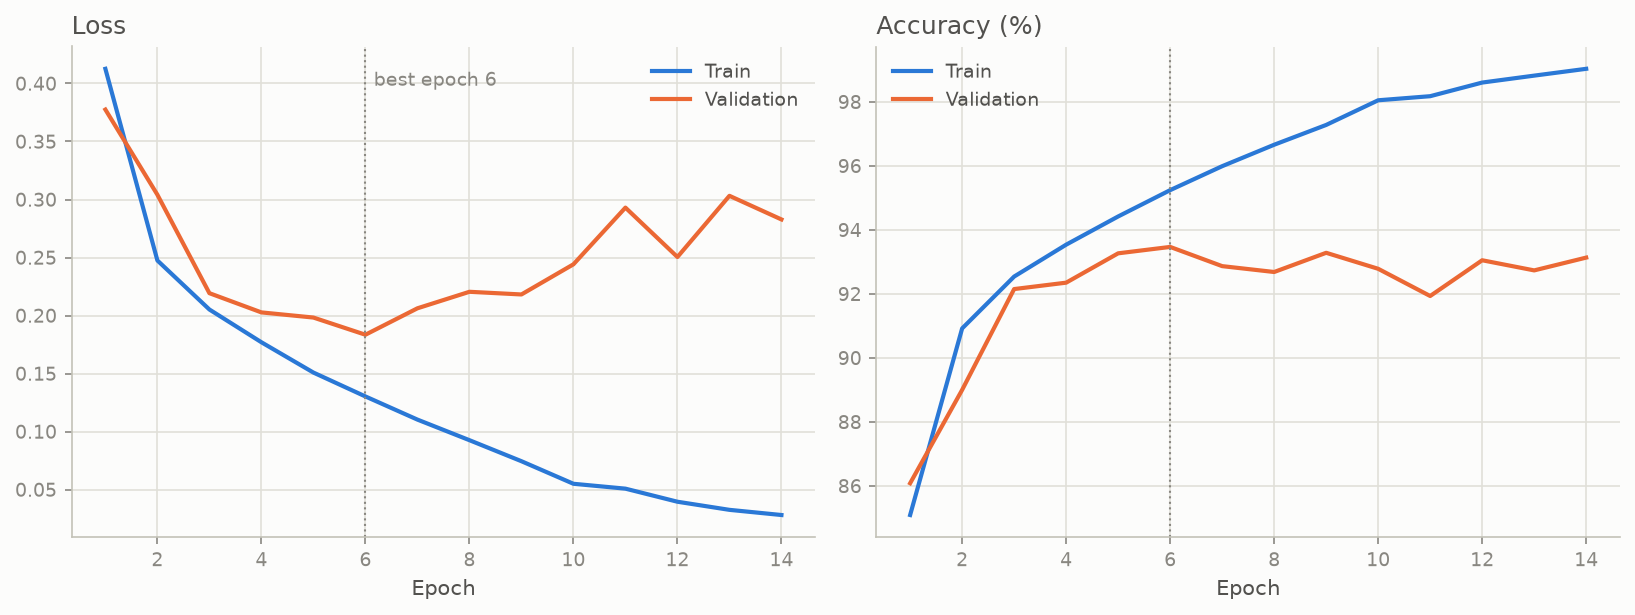 Loss
0.40
0.35
0.30
0.25
0.20
0.15
0.10
0.05
best epoch 6
Train
Validation
2 4 6 8 10 12 14
Epoch
Accuracy (%)
Train
Validation
98
96
94
92
90
88
86
2 4 6 8 10 12 14
Epoch